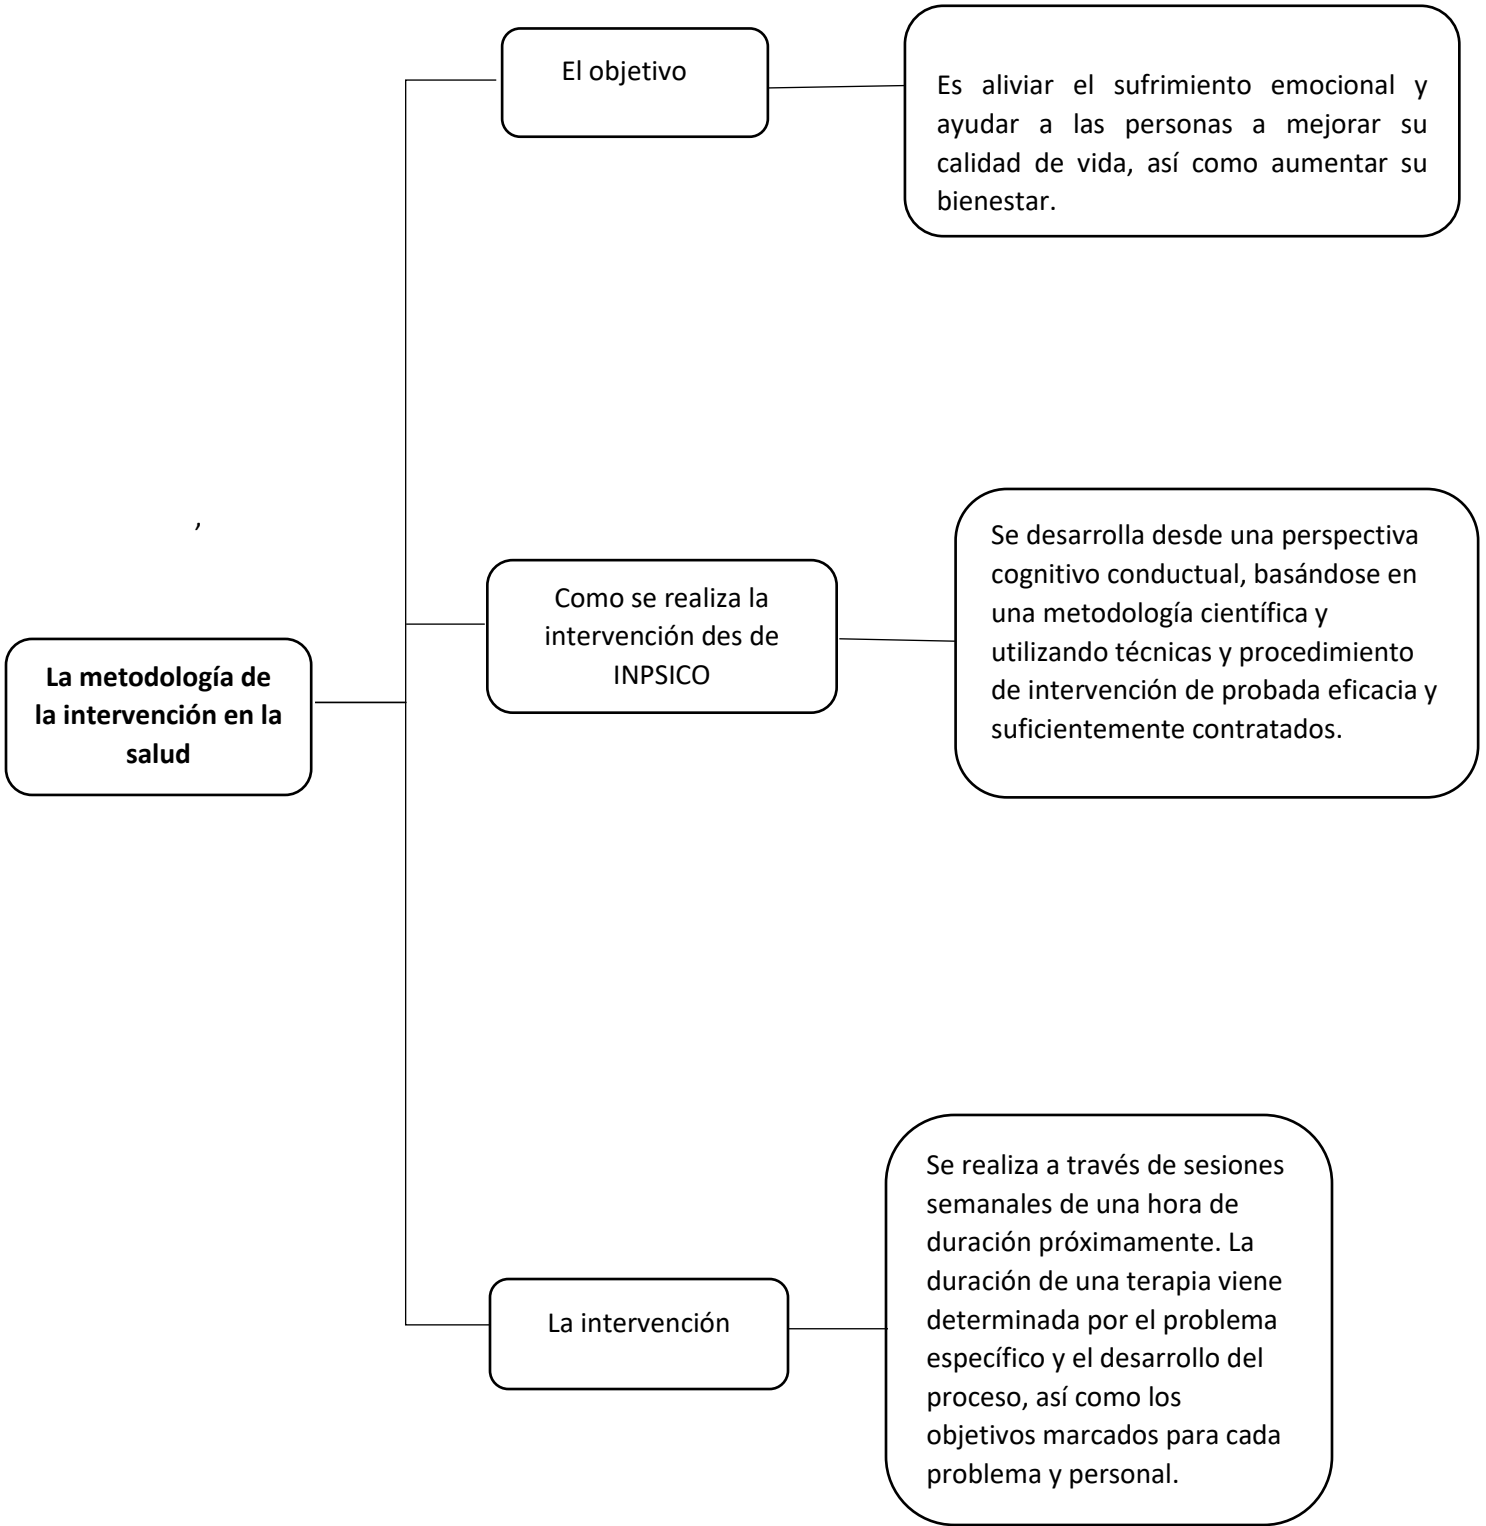 El objetivo
Es aliviar el sufrimiento emocional y
ayudar a las personas a mejorar su
calidad de vida, así como aumentar su
bienestar.
,
La metodología de
la intervención en la
salud
Como se realiza la
intervención des de
INPSICO
Se desarrolla desde una perspectiva
cognitivo conductual, basándose en
una metodología científica y
utilizando técnicas y procedimiento
de intervención de probada eficacia y
suficientemente contratados.
La intervención
Se realiza a través de sesiones
semanales de una hora de
duración próximamente. La
duración de una terapia viene
determinada por el problema
específico y el desarrollo del
proceso, así como los
objetivos marcados para cada
problema y personal.